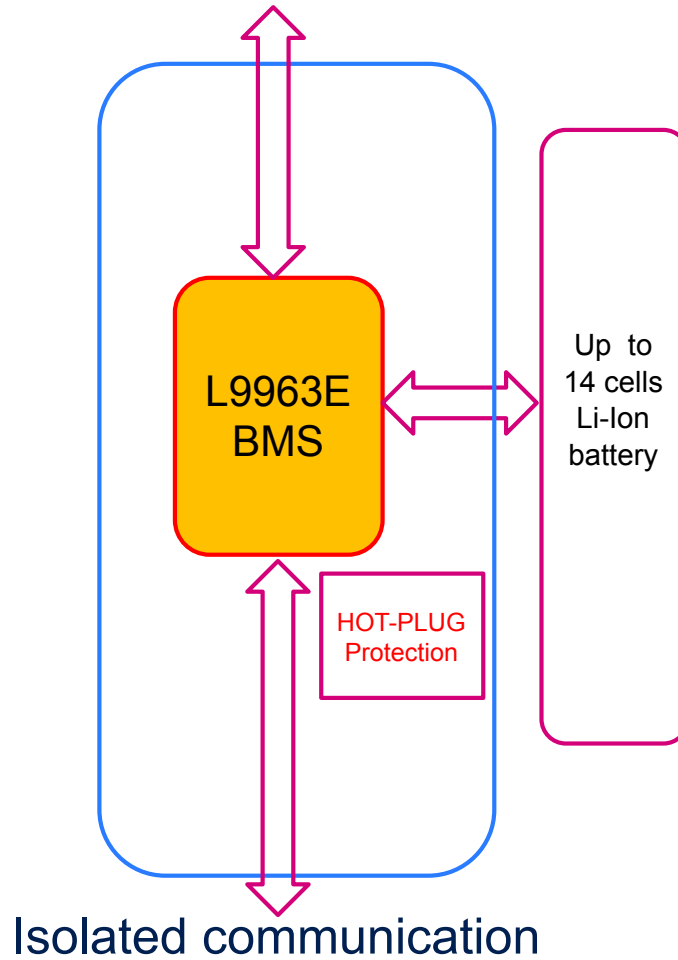 L9963E
BMS
Up to
14 cells
Li-Ion
battery
HOT-PLUG
Protection
Isolated communication